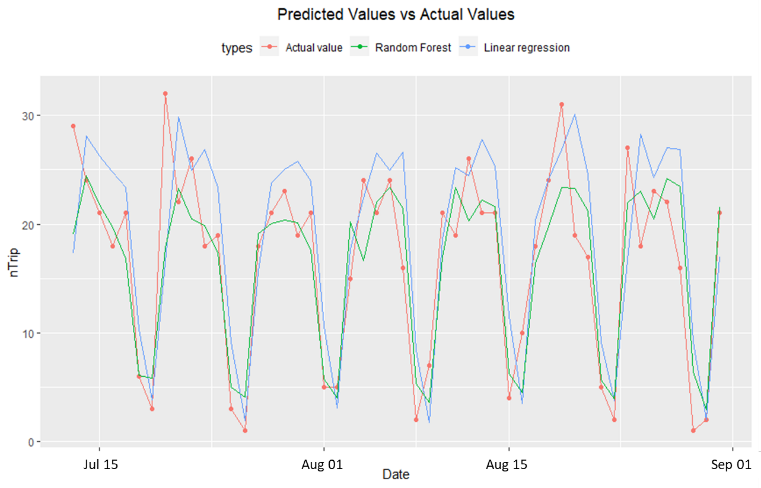 Predicted Values vs Actual Values
types Actual value Random Forest Linear regression
30
20
10
0
nTrip
Jul 15 Aug 01 Aug 15 Sep 01
Date